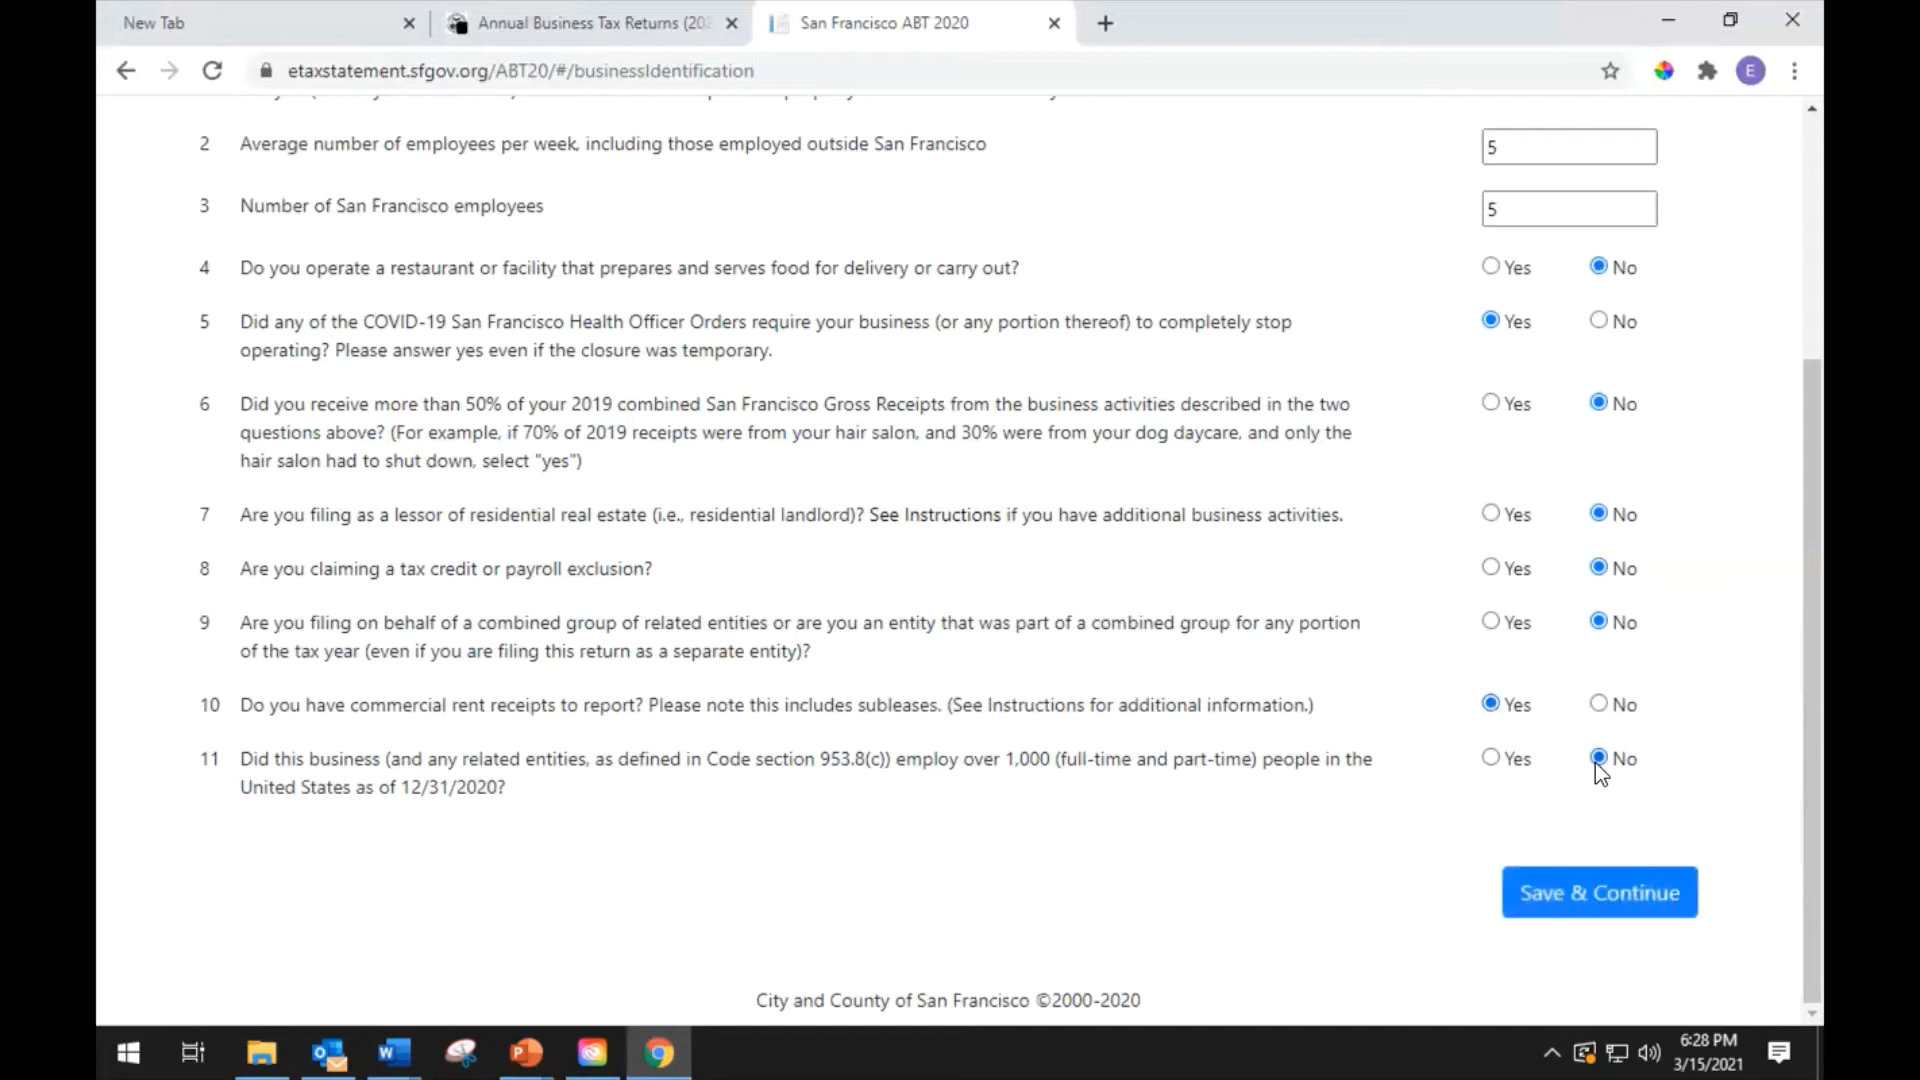 New Tab
Annual Business Tax Returns (20
San Francisco ABT 2020
etaxstatement.sfgov.org/ABT20/#/businessIdentification
E
2 Average number of employees per week, including those employed outside San Francisco 5
3 Number of San Francisco employees 5
4 Do you operate a restaurant or facility that prepares and serves food for delivery or carry out? Yes No
5 Did any of the COVID-19 San Francisco Health Officer Orders require your business (or any portion thereof) to completely stop Yes No
operating? Please answer yes even if the closure was temporary.
6 Did you receive more than 50% of your 2019 combined San Francisco Gross Receipts from the business activities described in the two Yes No
questions above? (For example, if 70% of 2019 receipts were from your hair salon, and 30% were from your dog daycare, and only the
hair salon had to shut down, select "yes")
7 Are you filing as a lessor of residential real estate (i.e., residential landlord)? See Instructions if you have additional business activities. Yes No
8 Are you claiming a tax credit or payroll exclusion? Yes No
9 Are you filing on behalf of a combined group of related entities or are you an entity that was part of a combined group for any portion Yes No
of the tax year (even if you are filing this return as a separate entity)?
10 Do you have commercial rent receipts to report? Please note this includes subleases. (See Instructions for additional information.) Yes No
11 Did this business (and any related entities, as defined in Code section 953.8(c)) employ over 1,000 (full-time and part-time) people in the Yes No
United States as of 12/31/2020?
Save & Continue
City and County of San Francisco ©2000-2020
6:28 PM
3/15/2021